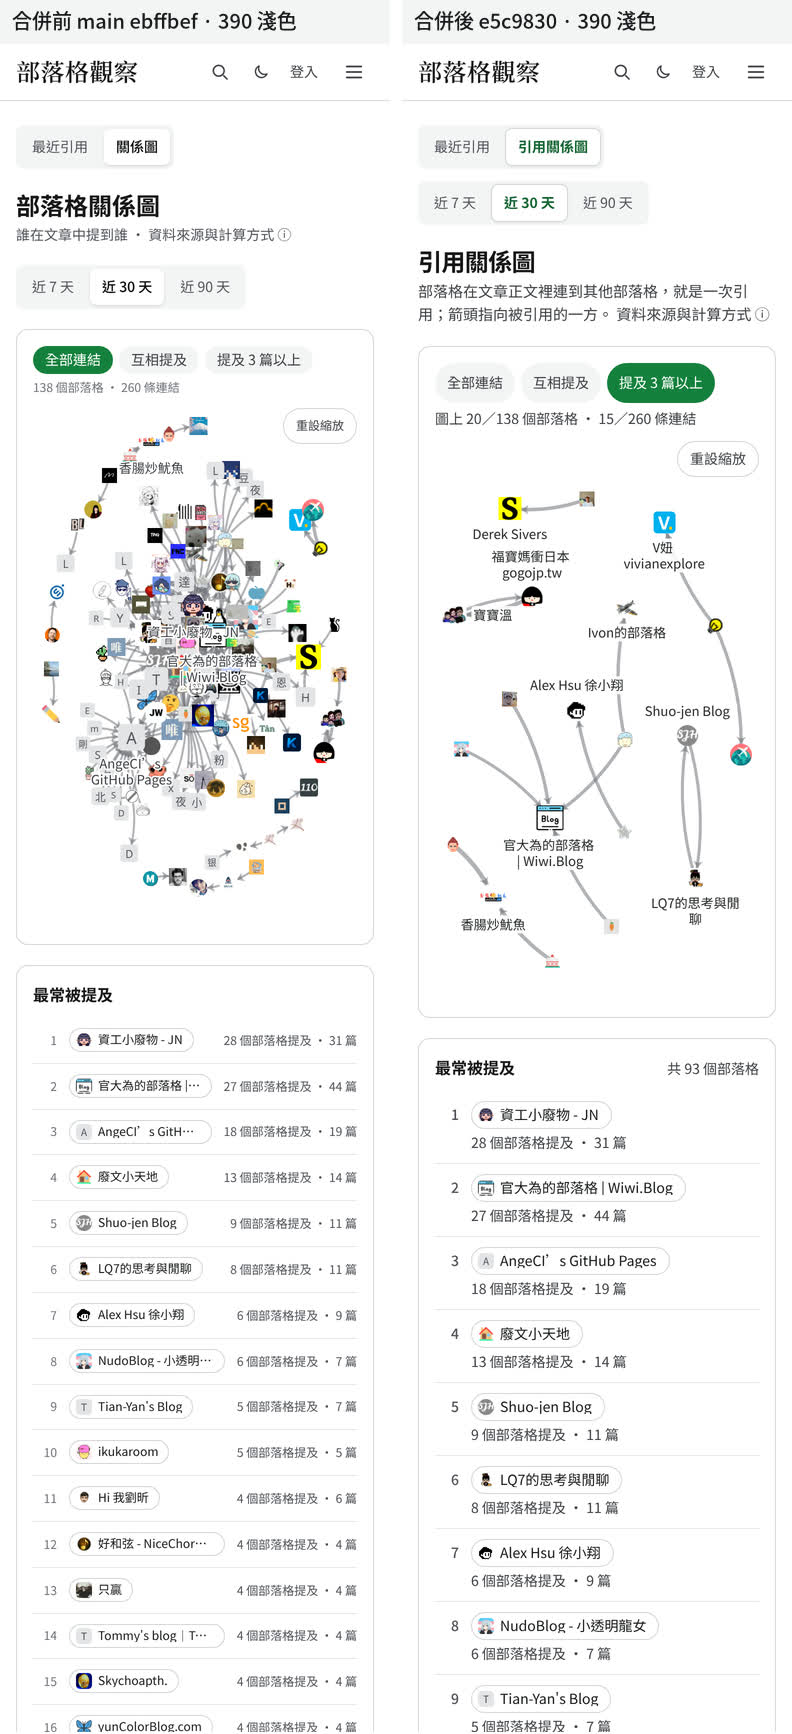 合併前 main ebffbef · 390 淺色
部落格觀察
登入
最近引用
關係圖
部落格關係圖
誰在文章中提到誰 · 資料來源與計算方式 ⓘ
近 7 天
近 30 天
近 90 天
全部連結
互相提及
提及 3 篇以上
138 個部落格 · 260 條連結
重設縮放
香腸炒魷魚
資工小廢物 - JN
官大為的部落格
| Wiwi.Blog
AngeCI’s
GitHub Pages
最常被提及
1 資工小廢物 - JN 28 個部落格提及 · 31 篇
2 官大為的部落格 |… 27 個部落格提及 · 44 篇
3 AngeCI’s GitH… 18 個部落格提及 · 19 篇
4 廢文小天地 13 個部落格提及 · 14 篇
5 Shuo-jen Blog 9 個部落格提及 · 11 篇
6 LQ7的思考與閒聊 8 個部落格提及 · 11 篇
7 Alex Hsu 徐小翔 6 個部落格提及 · 9 篇
8 NudoBlog - 小透明… 6 個部落格提及 · 7 篇
9 Tian-Yan's Blog 5 個部落格提及 · 7 篇
10 ikukaroom 5 個部落格提及 · 5 篇
11 Hi 我劉昕 4 個部落格提及 · 6 篇
12 好和弦 - NiceChor… 4 個部落格提及 · 4 篇
13 只贏 4 個部落格提及 · 4 篇
14 Tommy's blog | T… 4 個部落格提及 · 4 篇
15 Skychoapth. 4 個部落格提及 · 4 篇
16 yunColorBlog.com 4 個部落格提及 · 4 篇
合併後 e5c9830 · 390 淺色
部落格觀察
登入
最近引用
引用關係圖
近 7 天
近 30 天
近 90 天
引用關係圖
部落格在文章正文裡連到其他部落格，就是一次引
用；箭頭指向被引用的一方。 資料來源與計算方式 ⓘ
全部連結
互相提及
提及 3 篇以上
圖上 20／138 個部落格 · 15／260 條連結
重設縮放
Derek Sivers
V妞
vivianexplore
福寶媽衝日本
gogojp.tw
寶寶溫
Ivon的部落格
Alex Hsu 徐小翔
Shuo-jen Blog
官大為的部落格
| Wiwi.Blog
LQ7的思考與閒
聊
香腸炒魷魚
最常被提及
共 93 個部落格
1 資工小廢物 - JN
28 個部落格提及 · 31 篇
2 官大為的部落格 | Wiwi.Blog
27 個部落格提及 · 44 篇
3 AngeCI’s GitHub Pages
18 個部落格提及 · 19 篇
4 廢文小天地
13 個部落格提及 · 14 篇
5 Shuo-jen Blog
9 個部落格提及 · 11 篇
6 LQ7的思考與閒聊
8 個部落格提及 · 11 篇
7 Alex Hsu 徐小翔
6 個部落格提及 · 9 篇
8 NudoBlog - 小透明龍女
6 個部落格提及 · 7 篇
9 Tian-Yan's Blog
5 個部落格提及 · 7 篇